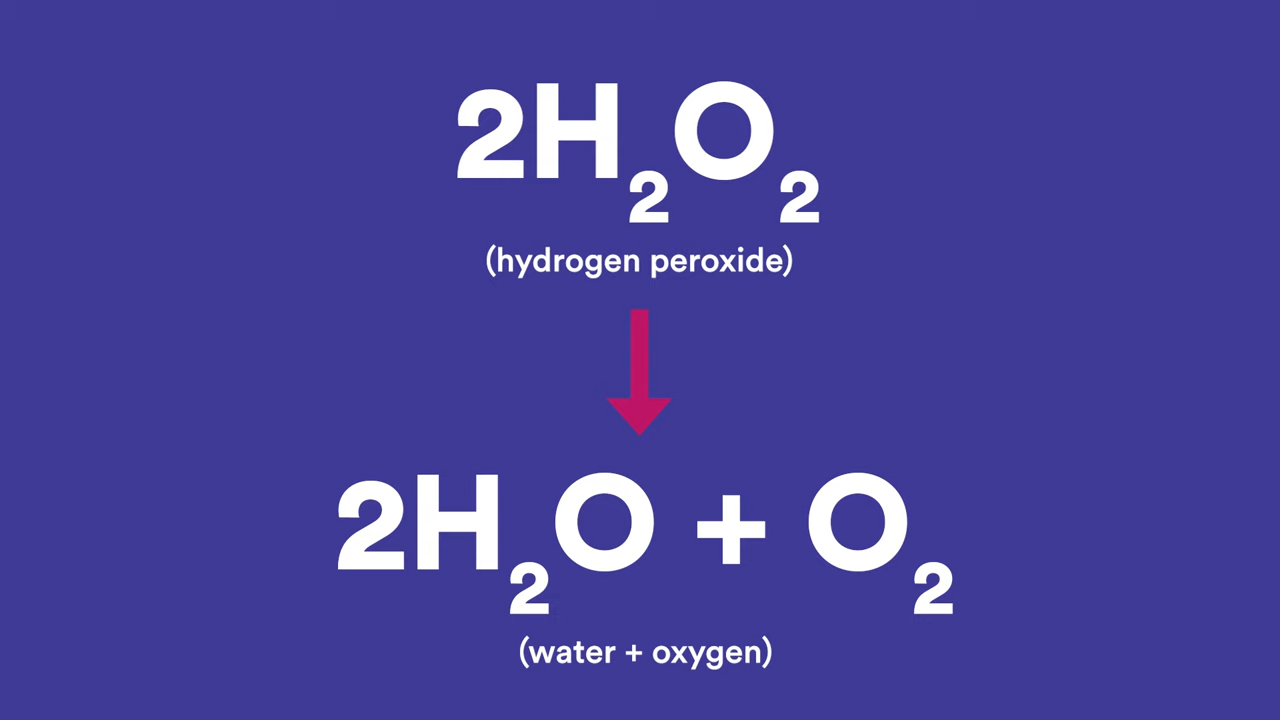 2H₂O₂
(hydrogen peroxide)
2H₂O + O₂
(water + oxygen)